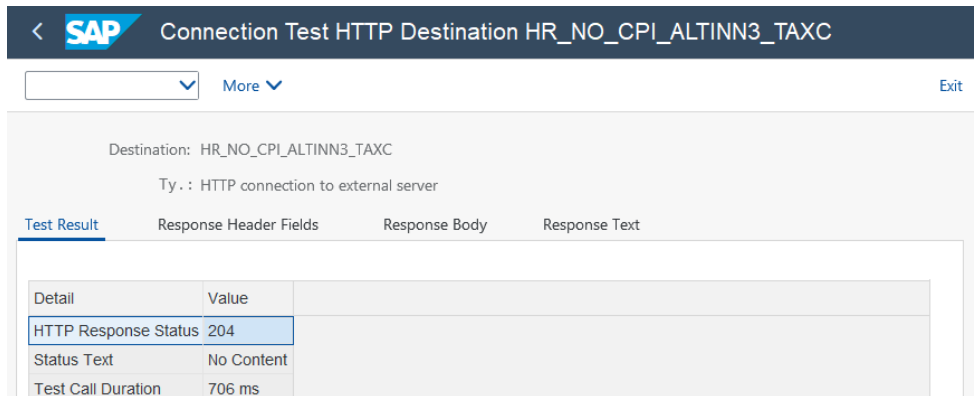 SAP Connection Test HTTP Destination HR_NO_CPI_ALTINN3_TAXC
More Exit
Destination: HR_NO_CPI_ALTINN3_TAXC
Ty.: HTTP connection to external server
Test Result Response Header Fields Response Body Response Text
Detail Value
HTTP Response Status 204
Status Text No Content
Test Call Duration 706 ms